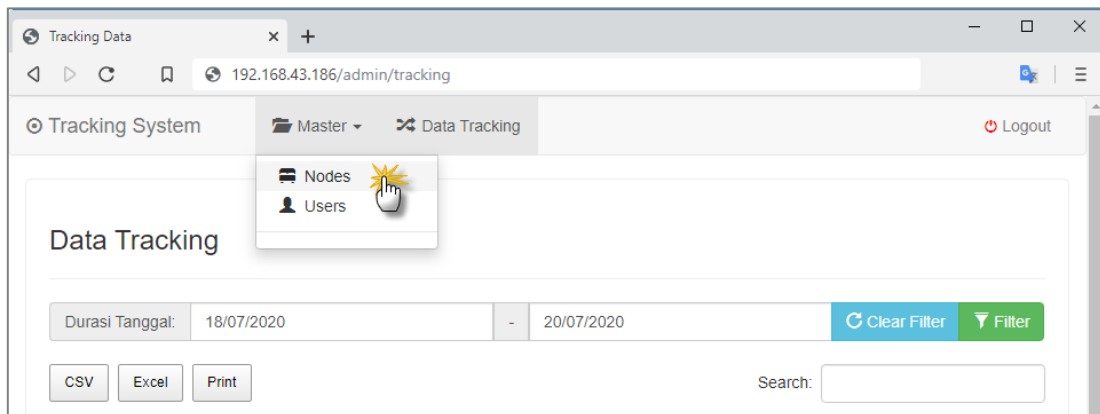 Tracking Data
192.168.43.186/admin/tracking
Tracking System Master Data Tracking Logout
Nodes
Users
Data Tracking
Durasi Tanggal: 18/07/2020 - 20/07/2020 Clear Filter Filter
CSV Excel Print Search: